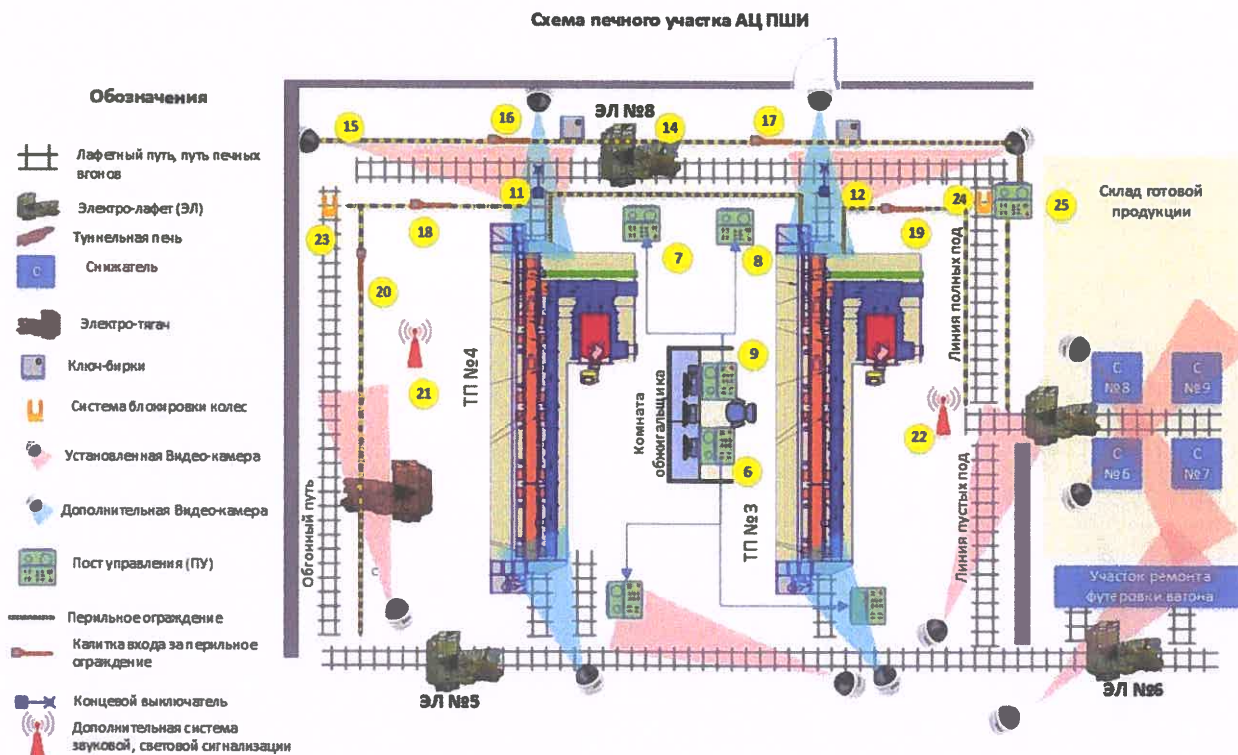 Схема печного участка АЦ ПШИ
Обозначения
Лафетный путь, путь печных
вгонов
Электро-лафет (ЭЛ)
Туннельная печь
С
Снижатель
Электро-тягач
Ключ-бирки
Система блокировки колес
Установленная Видео-камера
Дополнительная Видео-камера
Пост управления (ПУ)
Перильное ограждение
Калитка входа за перильное
ограждение
Концевой выключатель
Дополнительная система
звуковой, световой сигнализации
15
16
ЭЛ №8
14
17
11
12
24
25
Склад готовой
продукции
23
18
7
8
19
20
21
ТП №4
9
Комната
обжигальщика
6
ТП №3
22
Линия полных под
Линия пустых под
С
№8
С
№9
С
№6
С
№7
Обгонный путь
С
Участок ремонта
футеровки вагона
ЭЛ №5
ЭЛ №6